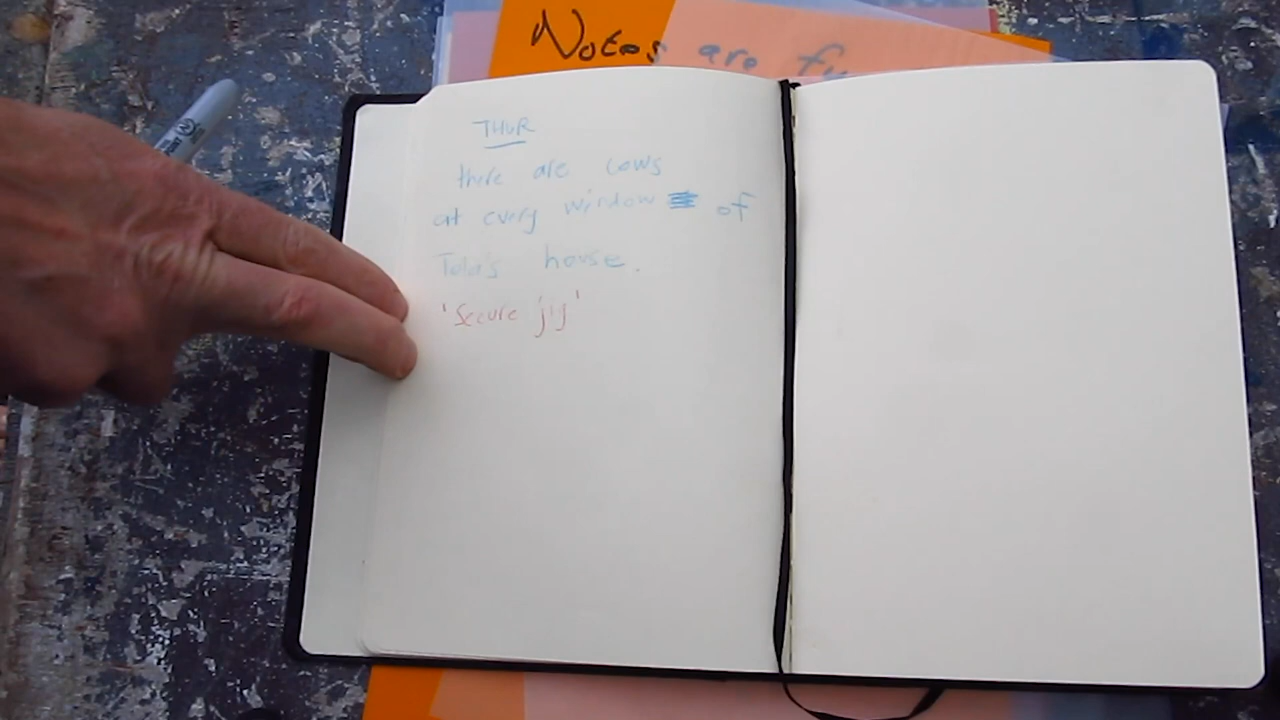 Notes are fu
THUR
there are cows
at every window of
Tola's house.
'Secure jig'